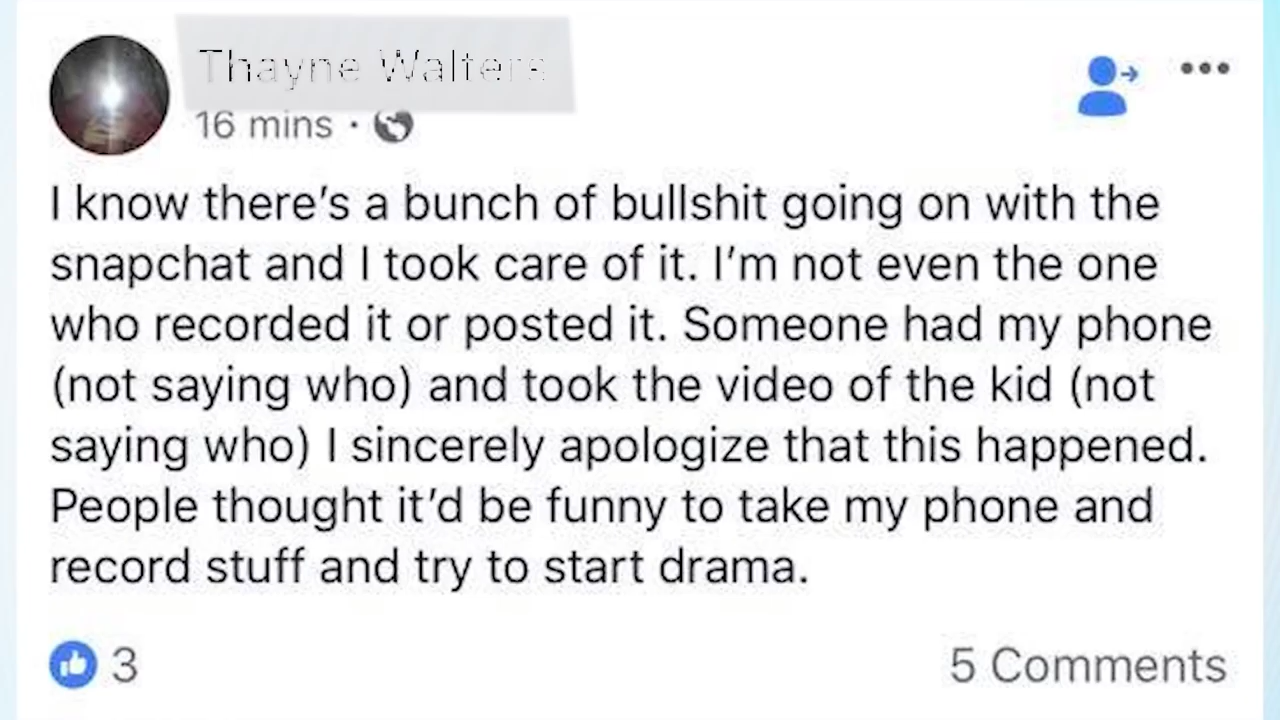 16 mins ·
I know there's a bunch of bullshit going on with the
snapchat and I took care of it. I'm not even the one
who recorded it or posted it. Someone had my phone
(not saying who) and took the video of the kid (not
saying who) I sincerely apologize that this happened.
People thought it'd be funny to take my phone and
record stuff and try to start drama.
3
5 Comments